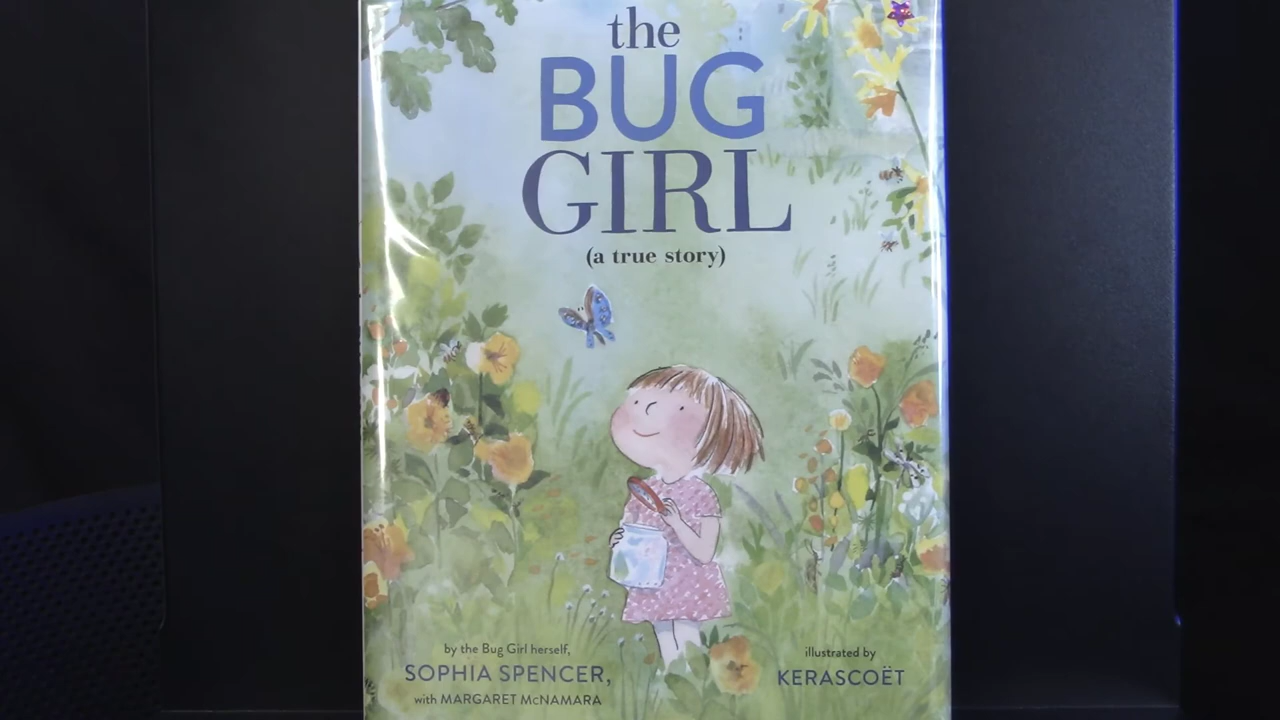 the
BUG
GIRL
(a true story)
by the Bug Girl herself,
SOPHIA SPENCER,
with MARGARET McNAMARA
illustrated by
KERASCOËT